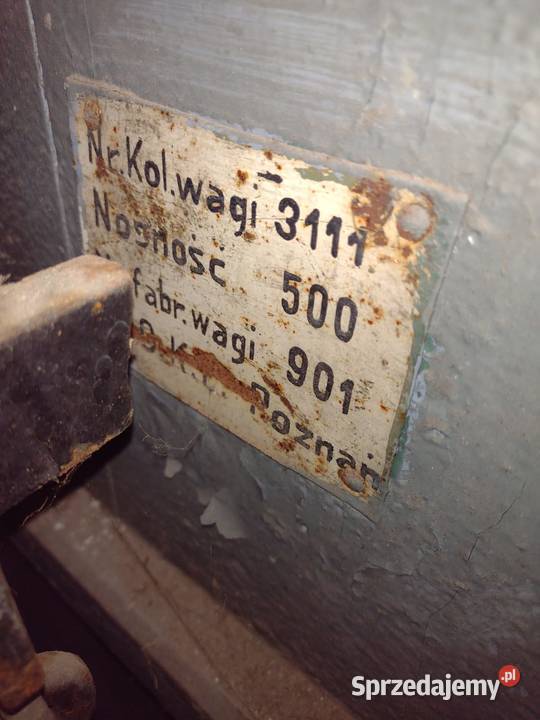 Nr.Kol.wagi 3111
Nośność 500
fabr.wagi 901
Poznań
Sprzedajemy.pl